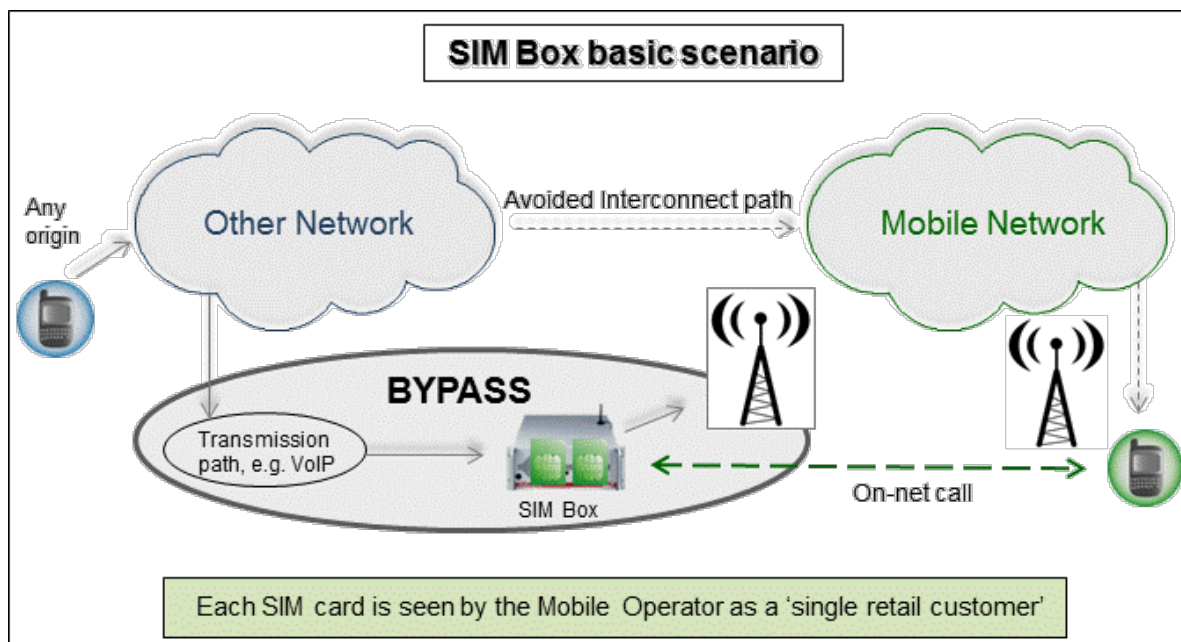 SIM Box basic scenario
Any
origin
Other Network
Avoided Interconnect path
Mobile Network
BYPASS
Transmission
path, e.g. VoIP
SIM Box
On-net call
Each SIM card is seen by the Mobile Operator as a ‘single retail customer’